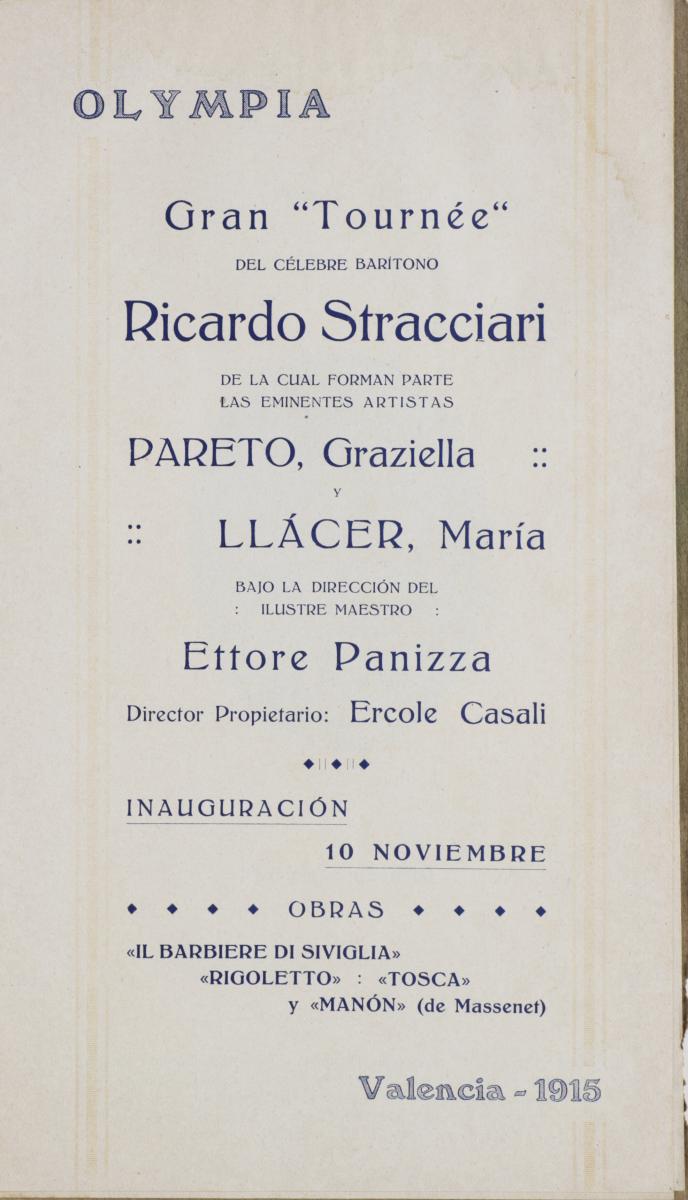 OLYMPIA
Gran “Tournée“
DEL CÉLEBRE BARÍTONO
Ricardo Stracciari
DE LA CUAL FORMAN PARTE
LAS EMINENTES ARTISTAS
PARETO, Graziella ::
Y
:: LLÁCER, María
BAJO LA DIRECCIÓN DEL
: ILUSTRE MAESTRO :
Ettore Panizza
Director Propietario: Ercole Casali
INAUGURACIÓN
10 NOVIEMBRE
OBRAS
«IL BARBIERE DI SIVIGLIA»
«RIGOLETTO» : «TOSCA»
y «MANÓN» (de Massenet)
Valencia - 1915